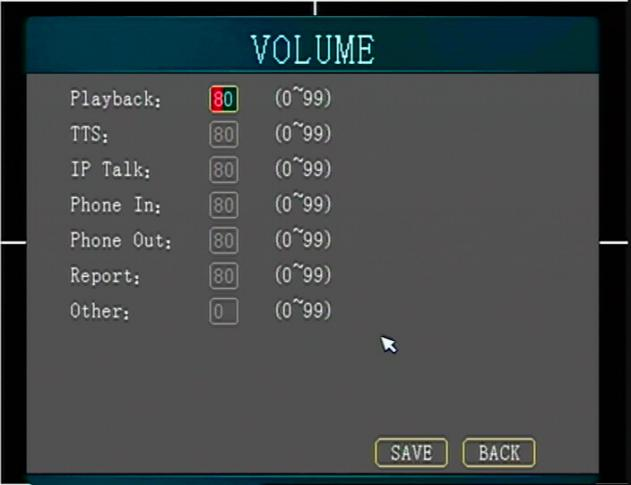 VOLUME
Playback: 80 (0~99)
TTS: 80 (0~99)
IP Talk: 80 (0~99)
Phone In: 80 (0~99)
Phone Out: 80 (0~99)
Report: 80 (0~99)
Other: 0 (0~99)
SAVE BACK